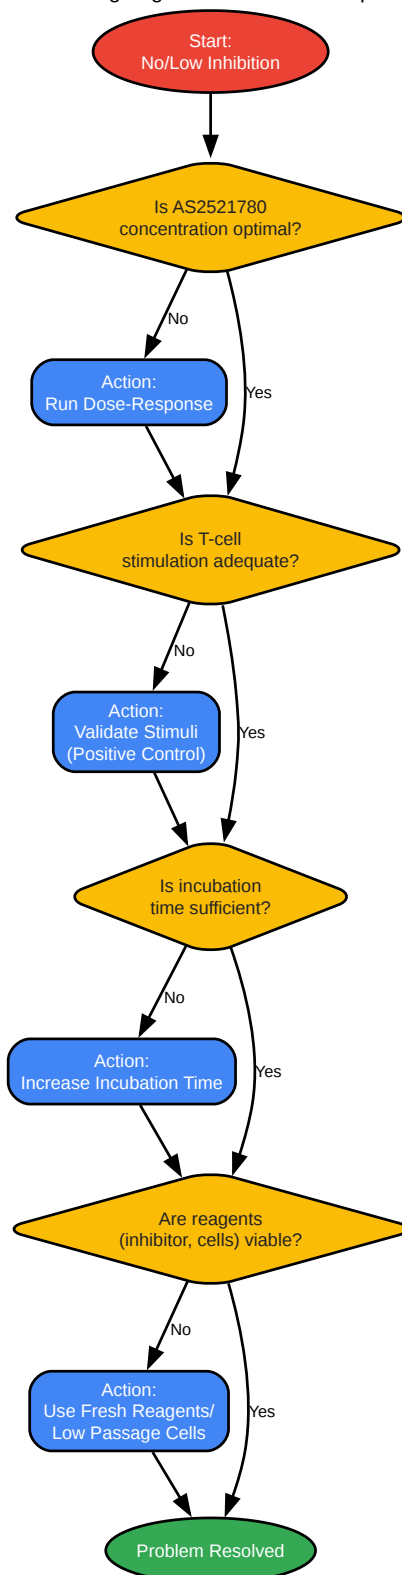 Start:
No/Low Inhibition
Is AS2521780
concentration optimal?
No
Yes
Action:
Run Dose-Response
Is T-cell
stimulation adequate?
No
Yes
Action:
Validate Stimuli
(Positive Control)
Is incubation
time sufficient?
No
Yes
Action:
Increase Incubation Time
Are reagents
(inhibitor, cells) viable?
No
Yes
Action:
Use Fresh Reagents/
Low Passage Cells
Problem Resolved